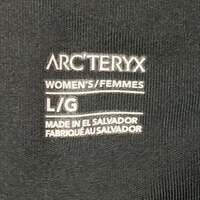 ARC'TERYX
WOMEN'S/FEMMES
L/G
MADE IN EL SALVADOR
FABRIQUÉ AU SALVADOR